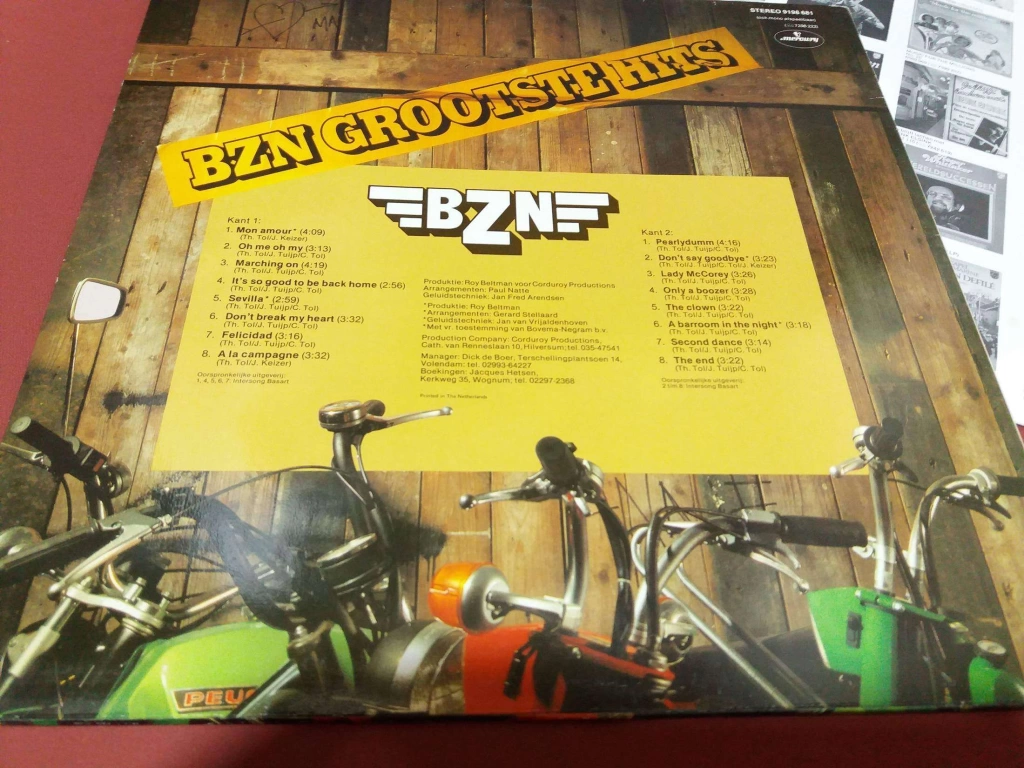 MA
STEREO 9198 681
mercury
BZN GROOTSTE HITS
BZN
Kant 1:
1. Mon amour* (4:09)
(Th. Tol/J. Keizer)
2. Oh me oh my (3:13)
(Th. Tol/J. Tuijp/C. Tol)
3. Marching on (4:19)
(Th. Tol/J. Tuijp/C. Tol)
4. It's so good to be back home (2:56)
(Th. Tol/J. Tuijp/C. Tol)
5. Sevilla* (2:59)
(Th. Tol/J. Tuijp/C. Tol)
6. Don't break my heart (3:32)
(Th. Tol/J. Tuijp/C. Tol)
7. Felicidad (3:16)
(Th. Tol/J. Tuijp/C. Tol)
8. A la campagne (3:32)
(Th. Tol/J. Keizer)
Oorspronkelijke uitgeverij:
1, 4, 5, 6, 7: Intersong Basart
Produktie: Roy Beltman voor Corduroy Productions
Arrangementen: Paul Natte
Geluidstechniek: Jan Fred Arendsen
*Produktie: Roy Beltman
*Arrangementen: Gerard Stellaard
*Geluidstechniek: Jan van Vrijaldenhoven
*Met vr. toestemming van Bovema-Negram b.v.
Production Company: Corduroy Productions,
Cath. van Renneslaan 10, Hilversum; tel. 035-47541
Manager: Dick de Boer, Terschellingplantsoen 14,
Volendam; tel. 02993-64227
Boekingen: Jacques Hetsen,
Kerkweg 35, Wognum; tel. 02297-2368
Printed in The Netherlands
Kant 2:
1. Pearlydumm (4:16)
(Th. Tol/J. Tuijp/C. Tol)
2. Don't say goodbye* (3:23)
(Th. Tol/J. Tuijp/C. Tol/J. Keizer)
3. Lady McCorey (3:26)
(Th. Tol/J. Tuijp/C. Tol)
4. Only a boozer (3:28)
(Th. Tol/J. Tuijp/C. Tol)
5. The clown (3:22)
(Th. Tol/J. Tuijp/C. Tol)
6. A barroom in the night* (3:18)
(Th. Tol/J. Tuijp/C. Tol)
7. Second dance (3:14)
(Th. Tol/J. Tuijp/C. Tol)
8. The end (3:22)
(Th. Tol/J. Tuijp/C. Tol)
Oorspronkelijke uitgeverij:
2 t/m 8: Intersong Basart
PEU